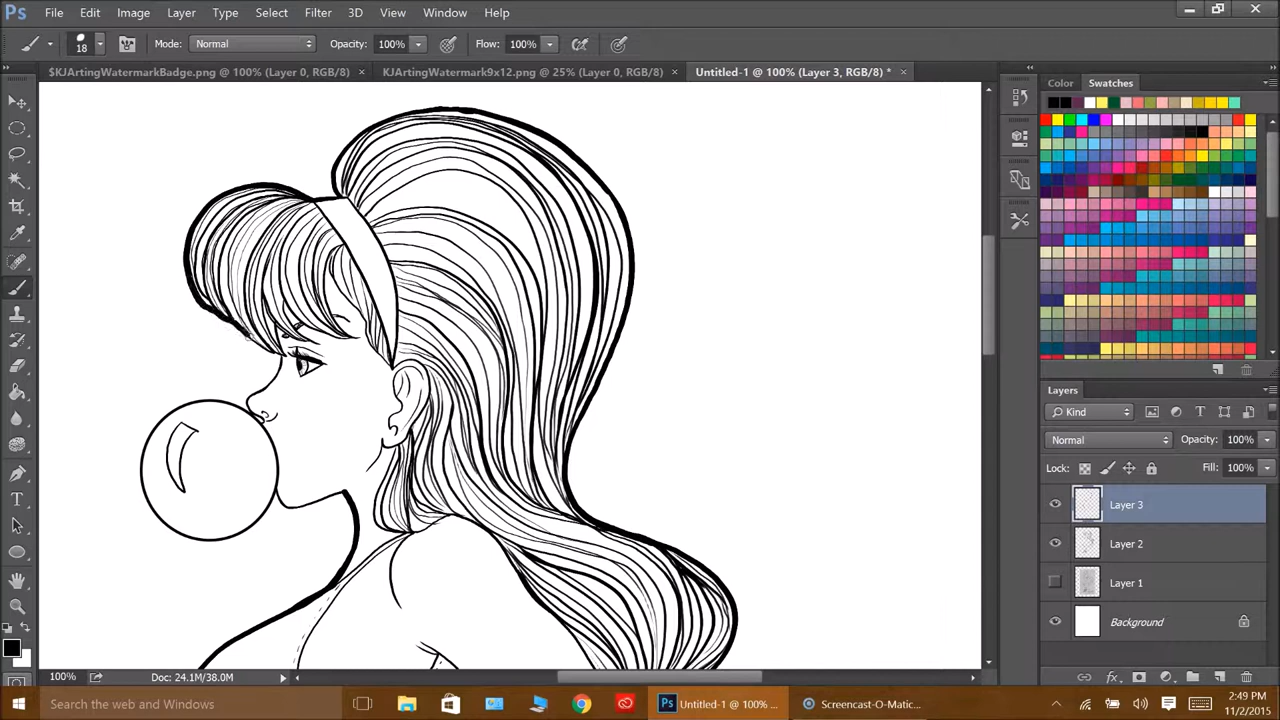 Ps File Edit Image Layer Type Select Filter 3D View Window Help
18 Mode: Normal Opacity: 100% Flow: 100%
$KJArtingWatermarkBadge.png @ 100% (Layer 0, RGB/8) × KJArtingWatermark9x12.png @ 25% (Layer 0, RGB/8) × Untitled-1 @ 100% (Layer 3, RGB/8) * ×
Color Swatches
Layers
Kind
Normal Opacity: 100%
Lock: Fill: 100%
Layer 3
Layer 2
Layer 1
Background
100% Doc: 24.1M/38.0M
Search the web and Windows
Ps Untitled-1 @ 100% ...
Screencast-O-Matic...
2:49 PM
11/2/2015